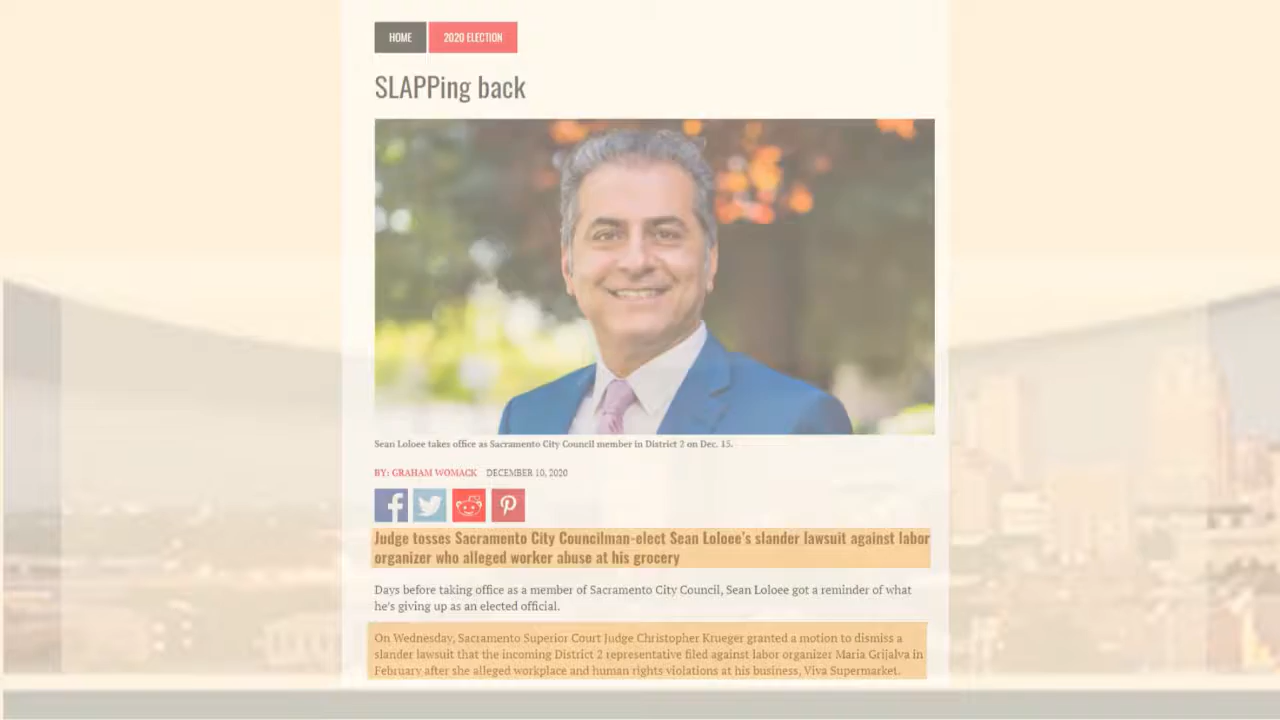 HOME
2020 ELECTION
SLAPPing back
Sean Loloee takes office as Sacramento City Council member in District 2 on Dec. 15.
BY: GRAHAM WOMACK DECEMBER 10, 2020
Judge tosses Sacramento City Councilman-elect Sean Loloee's slander lawsuit against labor
organizer who alleged worker abuse at his grocery
Days before taking office as a member of Sacramento City Council, Sean Loloee got a reminder of what
he's giving up as an elected official.
On Wednesday, Sacramento Superior Court Judge Christopher Krueger granted a motion to dismiss a
slander lawsuit that the incoming District 2 representative filed against labor organizer Maria Grijalva in
February after she alleged workplace and human rights violations at his business, Viva Supermarket.